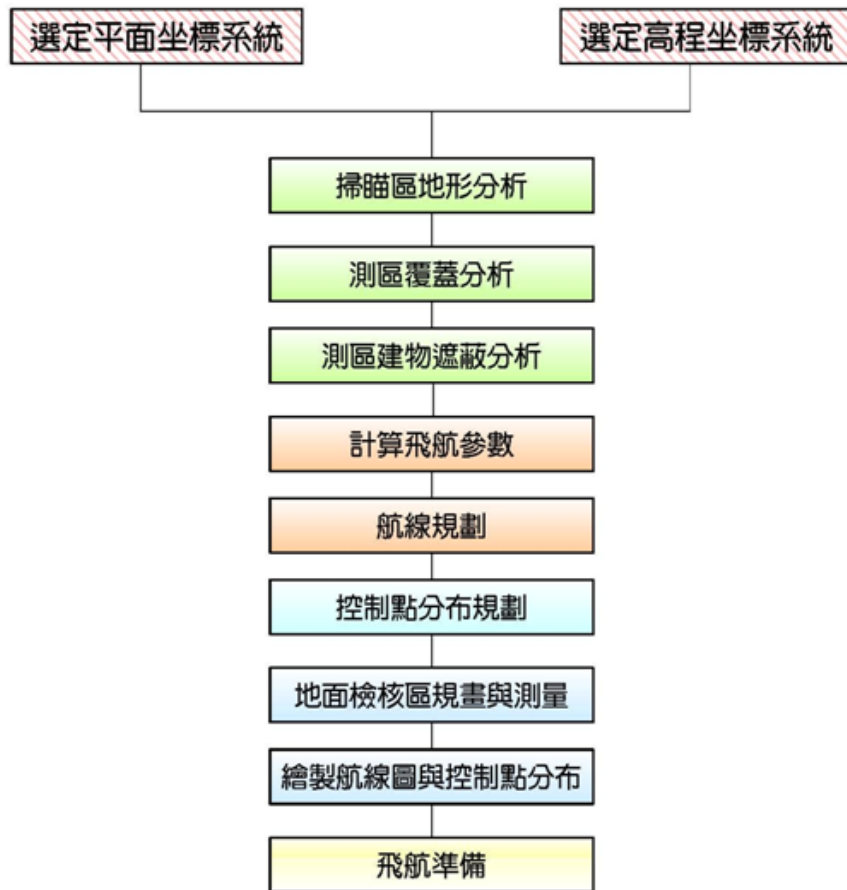 選定平面坐標系統
選定高程坐標系統
掃瞄區地形分析
測區覆蓋分析
測區建物遮蔽分析
計算飛航參數
航線規劃
控制點分布規劃
地面檢核區規畫與測量
繪製航線圖與控制點分布
飛航準備